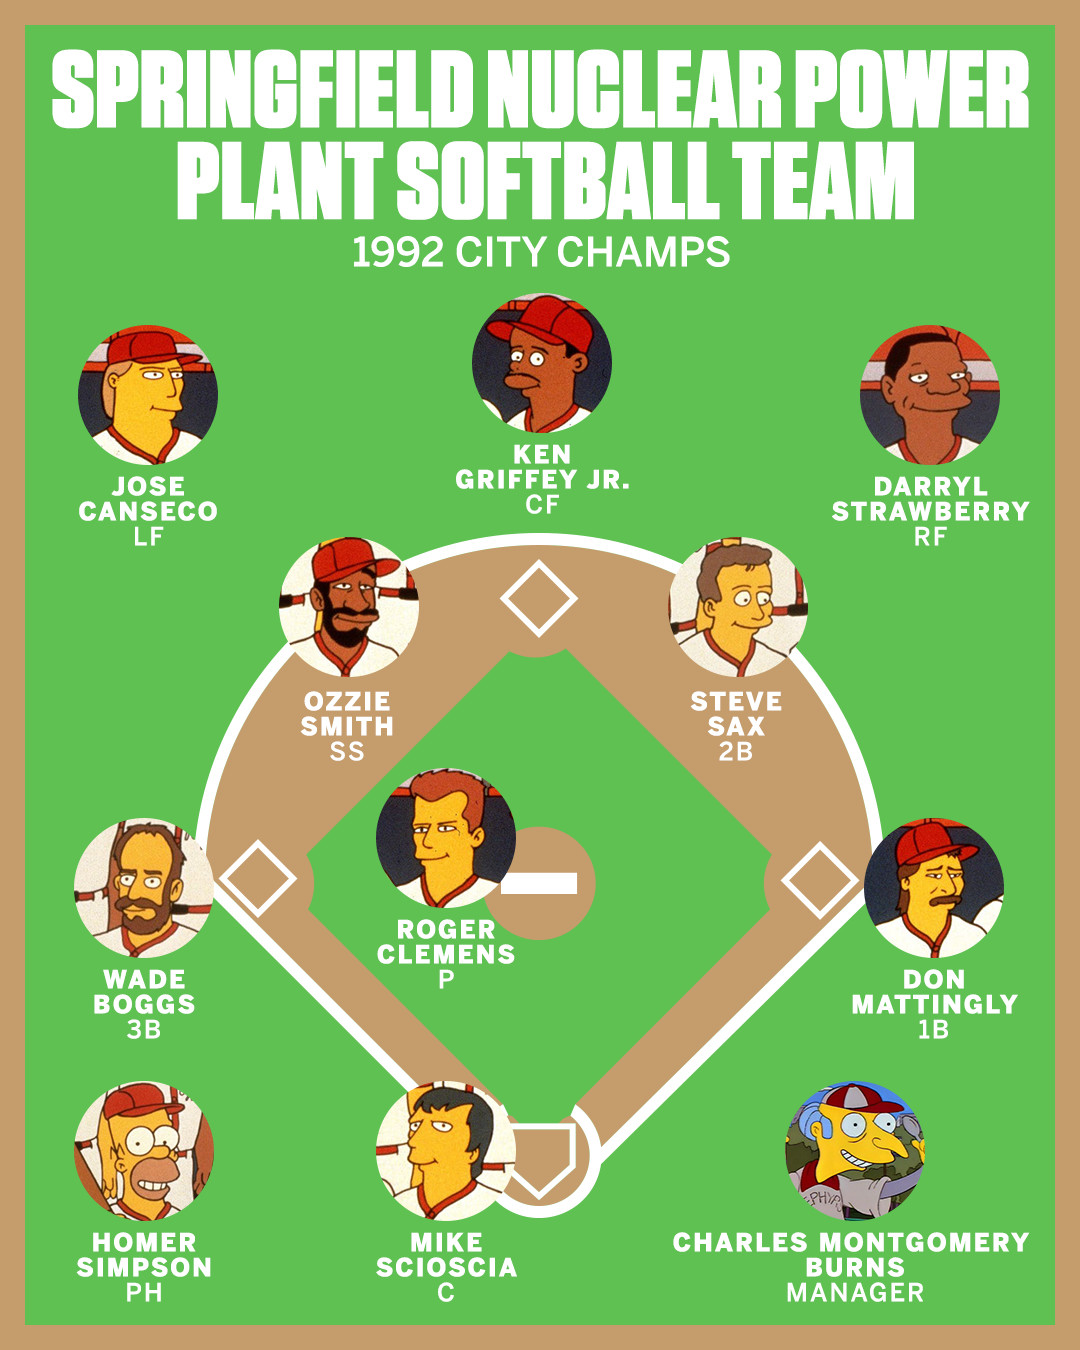 SPRINGFIELD NUCLEAR POWER
PLANT SOFTBALL TEAM
1992 CITY CHAMPS
JOSE
CANSECO
LF
KEN
GRIFFEY JR.
CF
DARRYL
STRAWBERRY
RF
OZZIE
SMITH
SS
STEVE
SAX
2B
ROGER
CLEMENS
P
WADE
BOGGS
3B
DON
MATTINGLY
1B
HOMER
SIMPSON
PH
MIKE
SCIOSCIA
C
CHARLES MONTGOMERY
BURNS
MANAGER